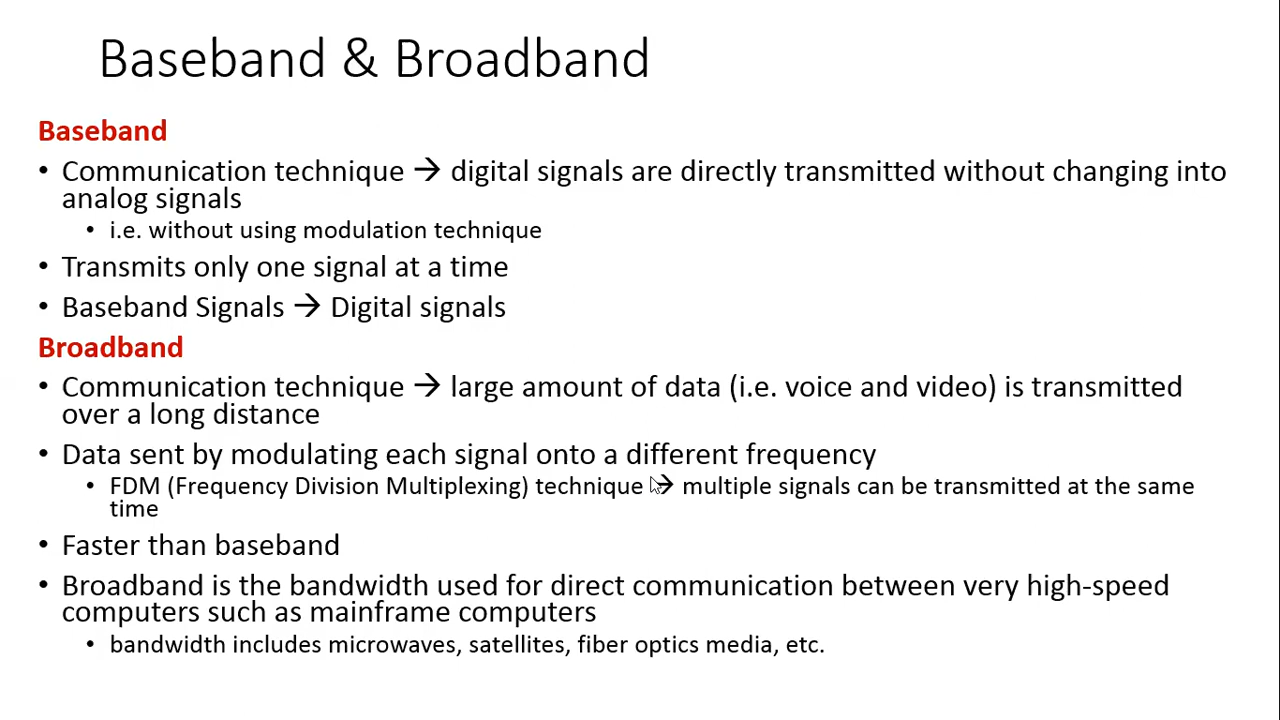 Baseband & Broadband
Baseband
• Communication technique → digital signals are directly transmitted without changing into
analog signals
• i.e. without using modulation technique
• Transmits only one signal at a time
• Baseband Signals → Digital signals
Broadband
• Communication technique → large amount of data (i.e. voice and video) is transmitted
over a long distance
• Data sent by modulating each signal onto a different frequency
• FDM (Frequency Division Multiplexing) technique → multiple signals can be transmitted at the same
time
• Faster than baseband
• Broadband is the bandwidth used for direct communication between very high-speed
computers such as mainframe computers
• bandwidth includes microwaves, satellites, fiber optics media, etc.